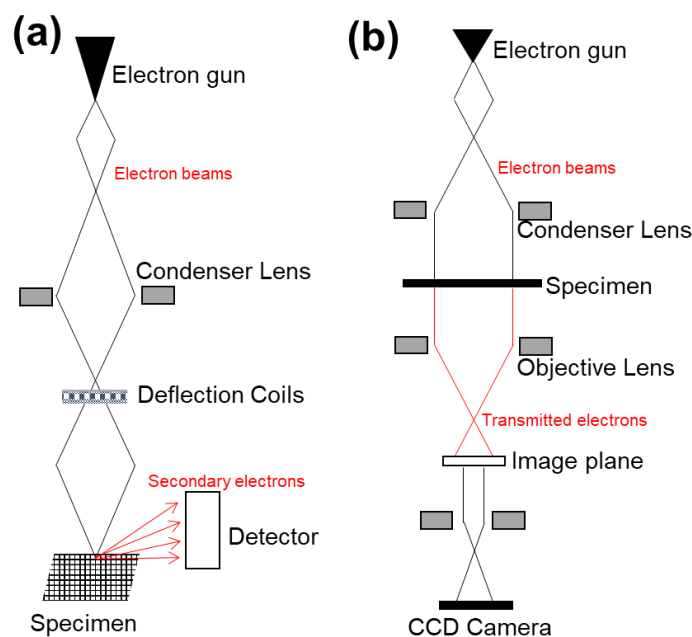 (a)
Electron gun
Electron beams
Condenser Lens
Deflection Coils
Secondary electrons
Detector
Specimen
(b)
Electron gun
Electron beams
Condenser Lens
Specimen
Objective Lens
Transmitted electrons
Image plane
CCD Camera